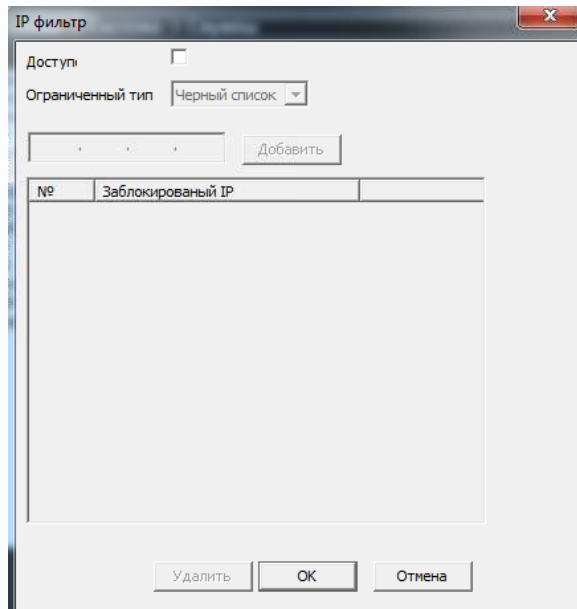 IP фильтр
Доступ
Ограниченный тип Черный список
Добавить
№ Заблокированый IP
Удалить OK Отмена